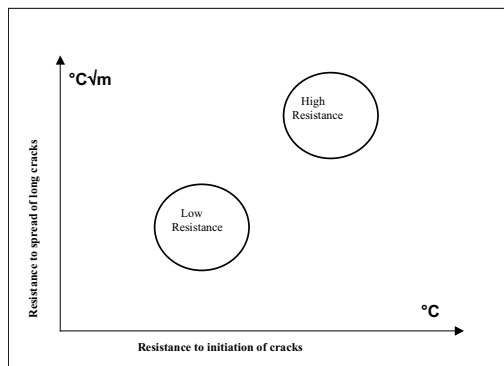 °C√m
High
Resistance
Low
Resistance
Resistance to spread of long cracks
°C
Resistance to initiation of cracks